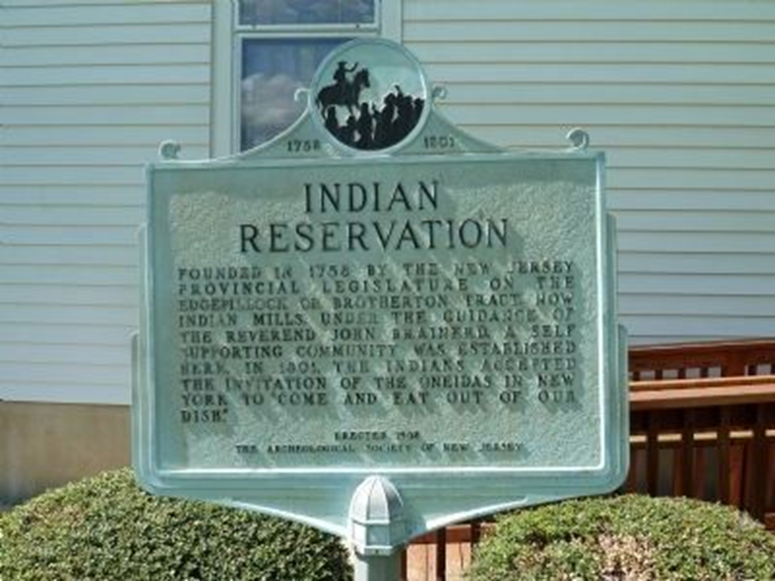 1758 1801
INDIAN
RESERVATION
FOUNDED IN 1758 BY THE NEW JERSEY
PROVINCIAL LEGISLATURE ON THE
EDGEPILLOCK OR BROTHERTON TRACT, NOW
INDIAN MILLS. UNDER THE GUIDANCE OF
THE REVEREND JOHN BRAINERD A SELF
SUPPORTING COMMUNITY WAS ESTABLISHED
HERE. IN 1801, THE INDIANS ACCEPTED
THE INVITATION OF THE ONEIDAS IN NEW
YORK TO "COME AND EAT OUT OF OUR
DISH."
ERECTED
THE ARCHEOLOGICAL SOCIETY OF NEW JERSEY